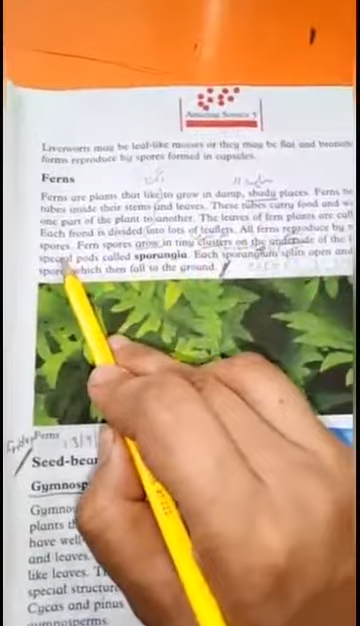 Amazing Science 5
Liverworts may be leaf-like mosses or they may be flat and
forms reproduce by spores formed in capsules.
Ferns
Ferns are plants that like to grow in damp, shady places. Ferns
tubes inside their stems and leaves. These tubes carry food and
one part of the plant to another. The leaves of fern plants are
Each frond is divided into lots of leaflets. All ferns reproduce by
spores. Fern spores grow in tiny clusters on the underside of the
special pods called sporangia. Each sporangium splits open and
which then fall to the ground.
Ferns
Seed-bear
Gymnosp
Gymno
plants th
have well
and leaves.
like leaves. T
special structure
Cycas and pinus
gymnosperms.